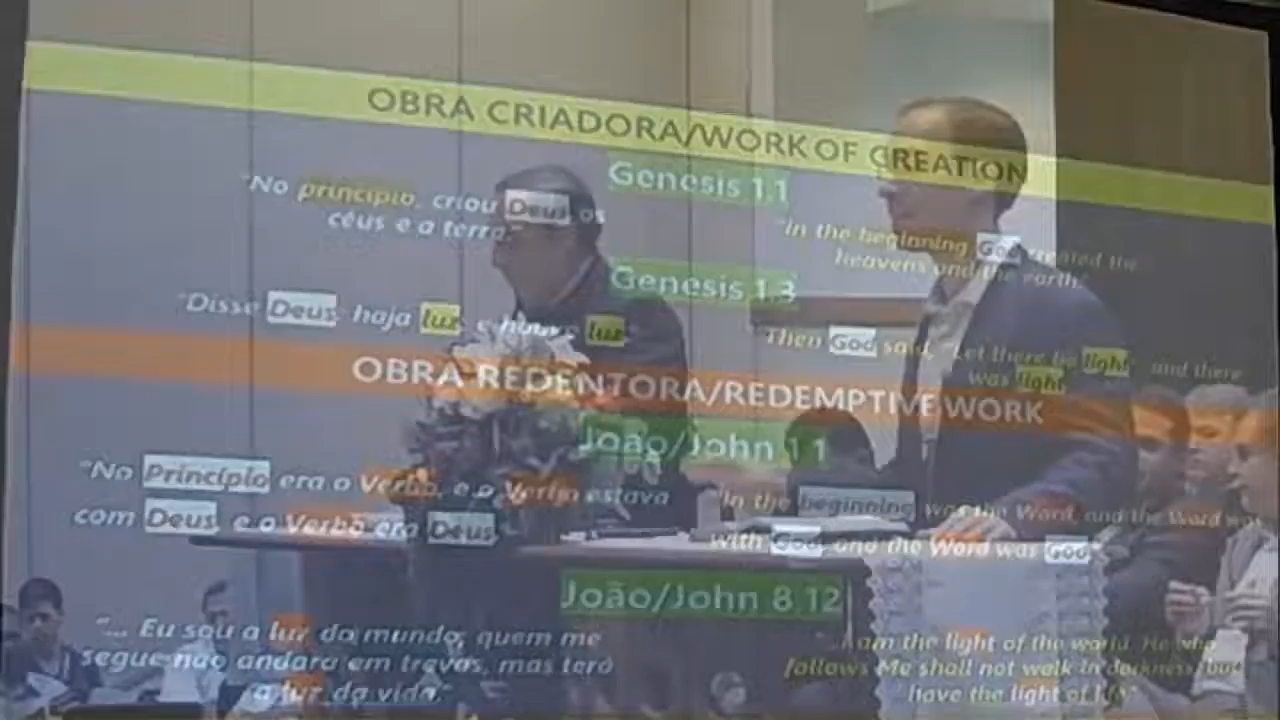 OBRA CRIADORA/WORK OF CREATION
Genesis 1.1
"No princípio, criou Deus os
céus e a terra."
"In the beginning God created the
heavens and the earth."
Genesis 1.3
"Disse Deus: haja luz, e houve luz."
Then God said, "Let there be light", and there
was light
OBRA REDENTORA/REDEMPTIVE WORK
João/John 1 1
"No Princípio era o Verbo, e o Verbo estava
com Deus, e o Verbo era Deus.
"In the beginning was the Word, and the Word was
with God, and the Word was God"
João/John 8 12
"... Eu sou a luz do mundo; quem me
segue não andará em trevas, mas terá
a luz da vida."
"...I am the light of the world. He who
follows Me shall not walk in darkness, but
have the light of life"